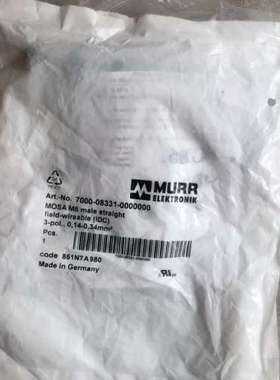 MURR
ELEKTRONIK
Art.-No. 7000-08331-0000000
MOSA M8 male straight
field-wireable (IDC)
3-pol., 0,14-0,34mm²
Pcs.
1
code 861N7A980
Made in Germany